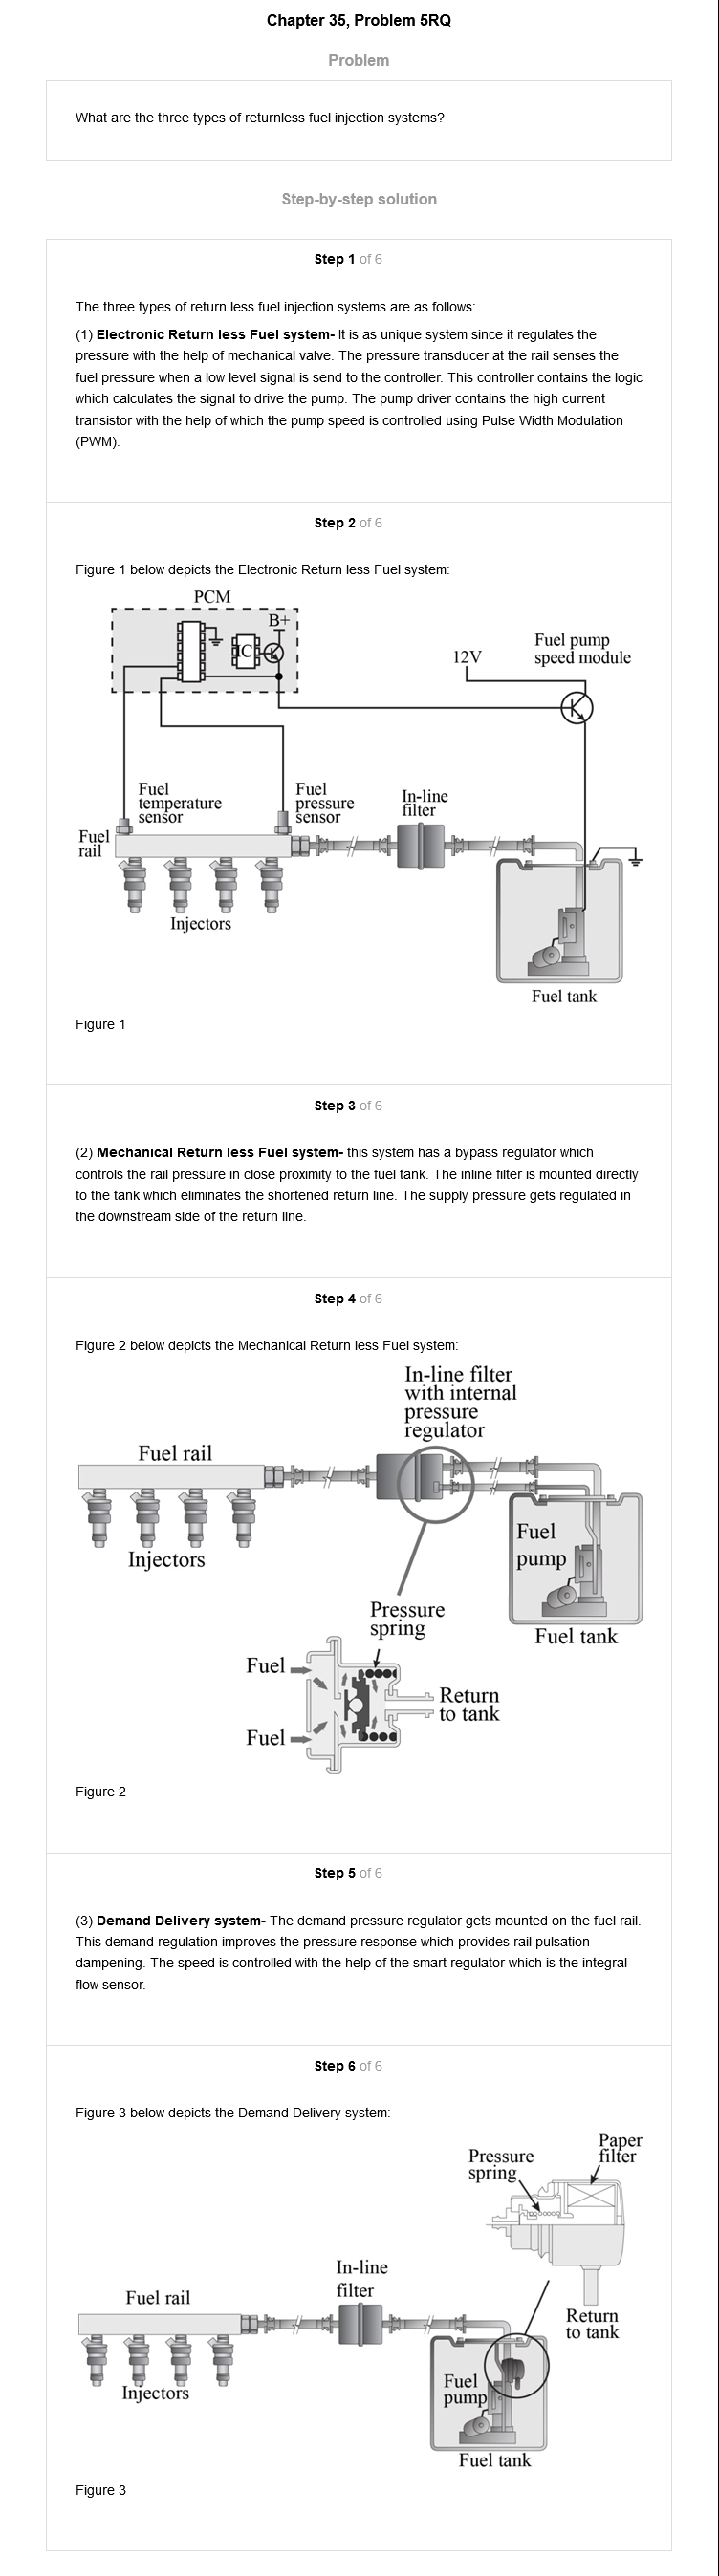 Chapter 35, Problem 5RQ
Problem
What are the three types of returnless fuel injection systems?
Step-by-step solution
Step 1 of 6
The three types of return less fuel injection systems are as follows:
(1) Electronic Return less Fuel system- It is as unique system since it regulates the
pressure with the help of mechanical valve. The pressure transducer at the rail senses the
fuel pressure when a low level signal is send to the controller. This controller contains the logic
which calculates the signal to drive the pump. The pump driver contains the high current
transistor with the help of which the pump speed is controlled using Pulse Width Modulation
(PWM).
Step 2 of 6
Figure 1 below depicts the Electronic Return less Fuel system:
PCM
B+
IC
12V
Fuel pump
speed module
Fuel
temperature
sensor
Fuel
pressure
sensor
In-line
filter
Fuel
rail
Injectors
Fuel tank
Figure 1
Step 3 of 6
(2) Mechanical Return less Fuel system- this system has a bypass regulator which
controls the rail pressure in close proximity to the fuel tank. The inline filter is mounted directly
to the tank which eliminates the shortened return line. The supply pressure gets regulated in
the downstream side of the return line.
Step 4 of 6
Figure 2 below depicts the Mechanical Return less Fuel system:
In-line filter
with internal
pressure
regulator
Fuel rail
Injectors
Fuel
pump
Fuel tank
Pressure
spring
Fuel
Return
to tank
Fuel
Figure 2
Step 5 of 6
(3) Demand Delivery system- The demand pressure regulator gets mounted on the fuel rail.
This demand regulation improves the pressure response which provides rail pulsation
dampening. The speed is controlled with the help of the smart regulator which is the integral
flow sensor.
Step 6 of 6
Figure 3 below depicts the Demand Delivery system:-
Paper
filter
Pressure
spring
In-line
filter
Fuel rail
Return
to tank
Injectors
Fuel
pump
Fuel tank
Figure 3